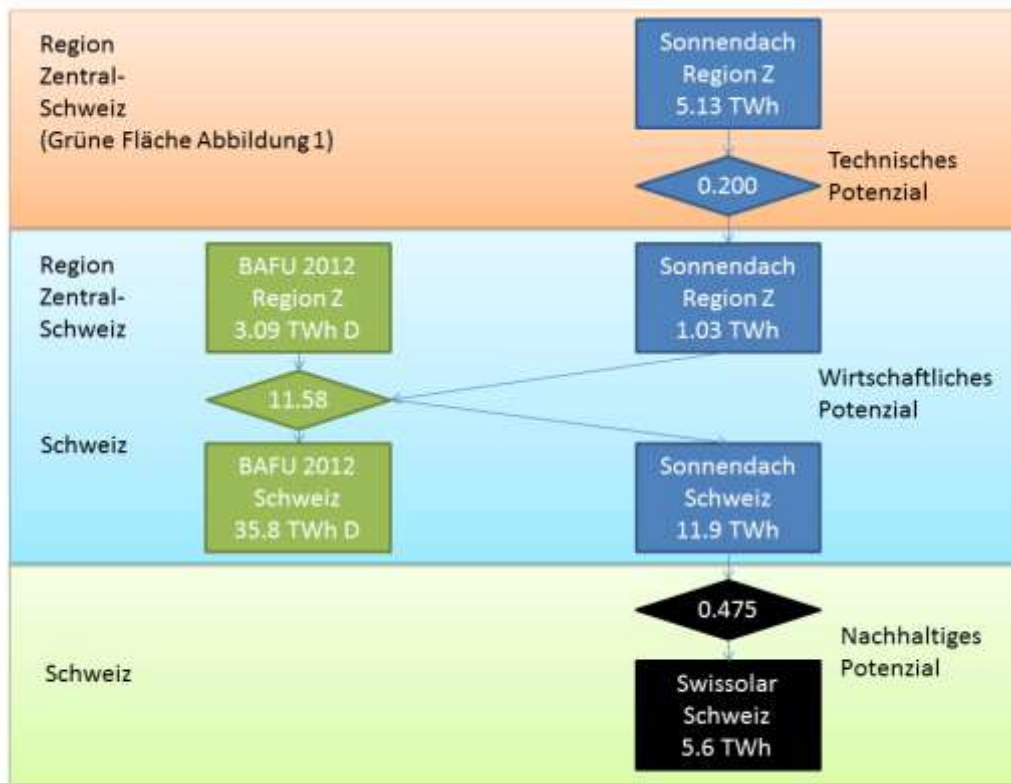 Region
Zentral-
Schweiz
(Grüne Fläche Abbildung 1)
Sonnendach
Region Z
5.13 TWh
0.200
Technisches
Potenzial
Region
Zentral-
Schweiz
BAFU 2012
Region Z
3.09 TWh D
Sonnendach
Region Z
1.03 TWh
11.58
Wirtschaftliches
Potenzial
Schweiz
BAFU 2012
Schweiz
35.8 TWh D
Sonnendach
Schweiz
11.9 TWh
0.475
Nachhaltiges
Potenzial
Schweiz
Swissolar
Schweiz
5.6 TWh